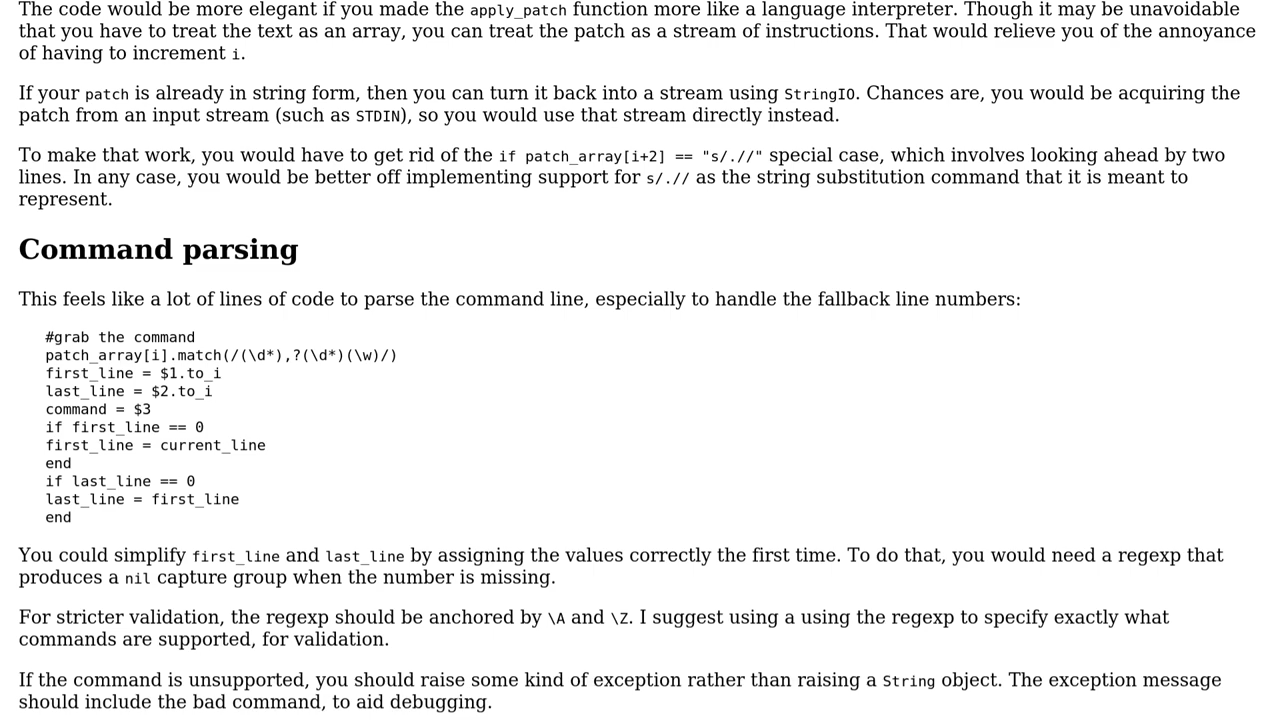 The code would be more elegant if you made the apply_patch function more like a language interpreter. Though it may be unavoidable
that you have to treat the text as an array, you can treat the patch as a stream of instructions. That would relieve you of the annoyance
of having to increment i.
If your patch is already in string form, then you can turn it back into a stream using StringIO. Chances are, you would be acquiring the
patch from an input stream (such as STDIN), so you would use that stream directly instead.
To make that work, you would have to get rid of the if patch_array[i+2] == "s/.//" special case, which involves looking ahead by two
lines. In any case, you would be better off implementing support for s/.// as the string substitution command that it is meant to
represent.
Command parsing
This feels like a lot of lines of code to parse the command line, especially to handle the fallback line numbers:
#grab the command
patch_array[i].match(/(\d*),?(\d*)(\w)/)
first_line = $1.to_i
last_line = $2.to_i
command = $3
if first_line == 0
first_line = current_line
end
if last_line == 0
last_line = first_line
end
You could simplify first_line and last_line by assigning the values correctly the first time. To do that, you would need a regexp that
produces a nil capture group when the number is missing.
For stricter validation, the regexp should be anchored by \A and \Z. I suggest using a using the regexp to specify exactly what
commands are supported, for validation.
If the command is unsupported, you should raise some kind of exception rather than raising a String object. The exception message
should include the bad command, to aid debugging.